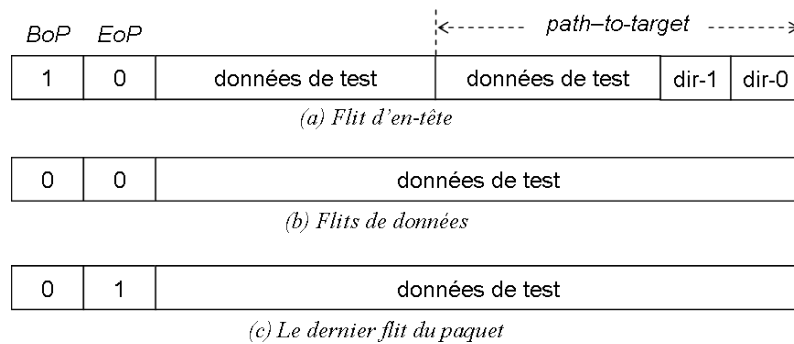 path–to–target
BoP EoP
1 0 données de test données de test dir-1 dir-0
(a) Flit d'en-tête
0 0 données de test
(b) Flits de données
0 1 données de test
(c) Le dernier flit du paquet